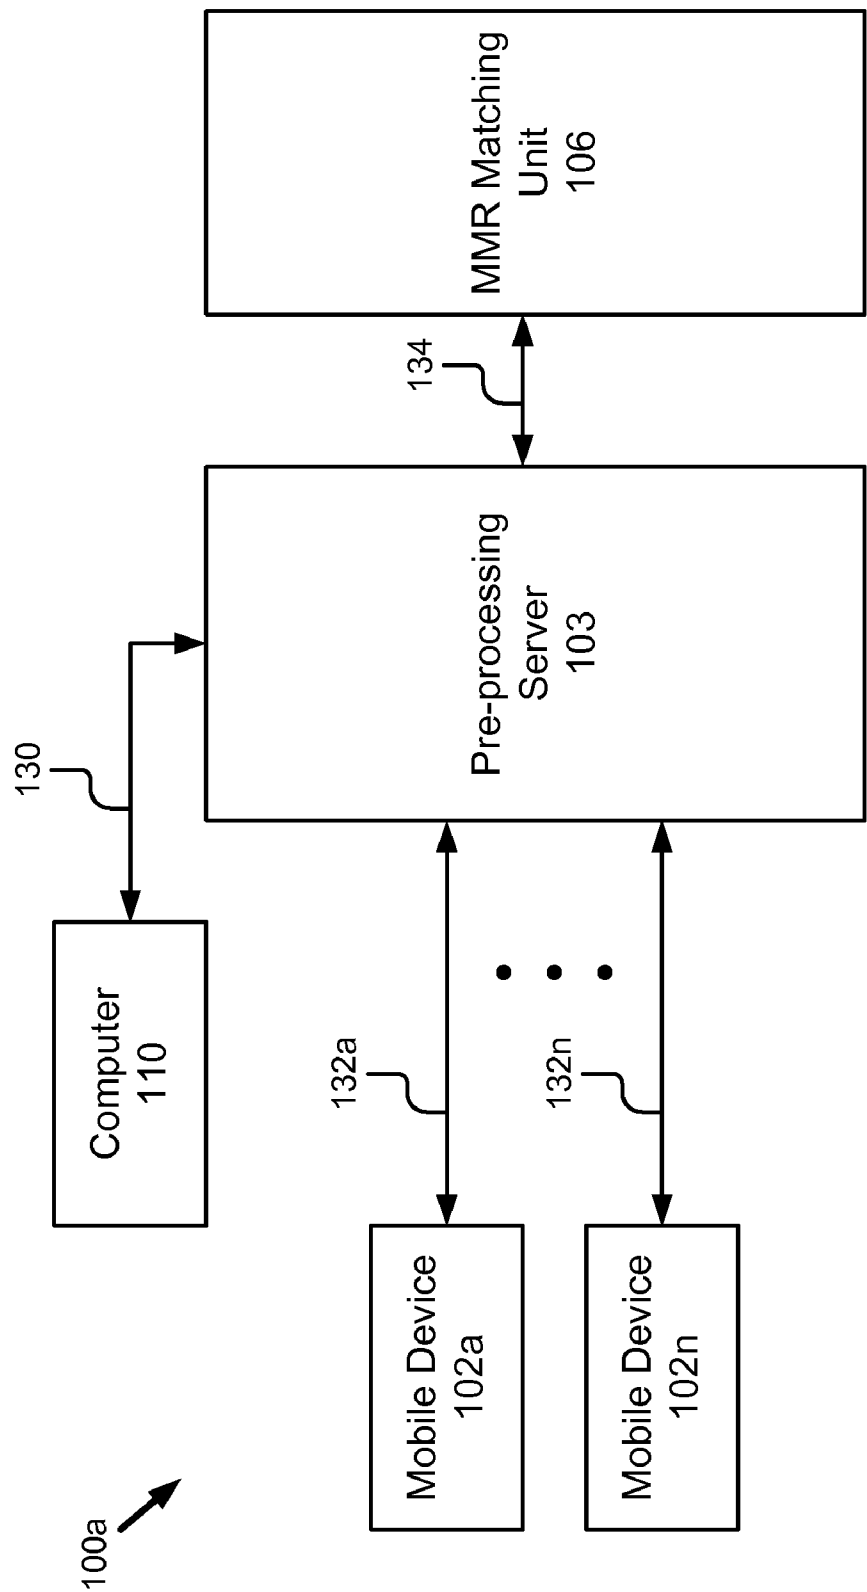 100a
Computer
110
130
Mobile Device
102a
132a
Mobile Device
102n
132n
Pre-processing
Server
103
134
MMR Matching
Unit
106